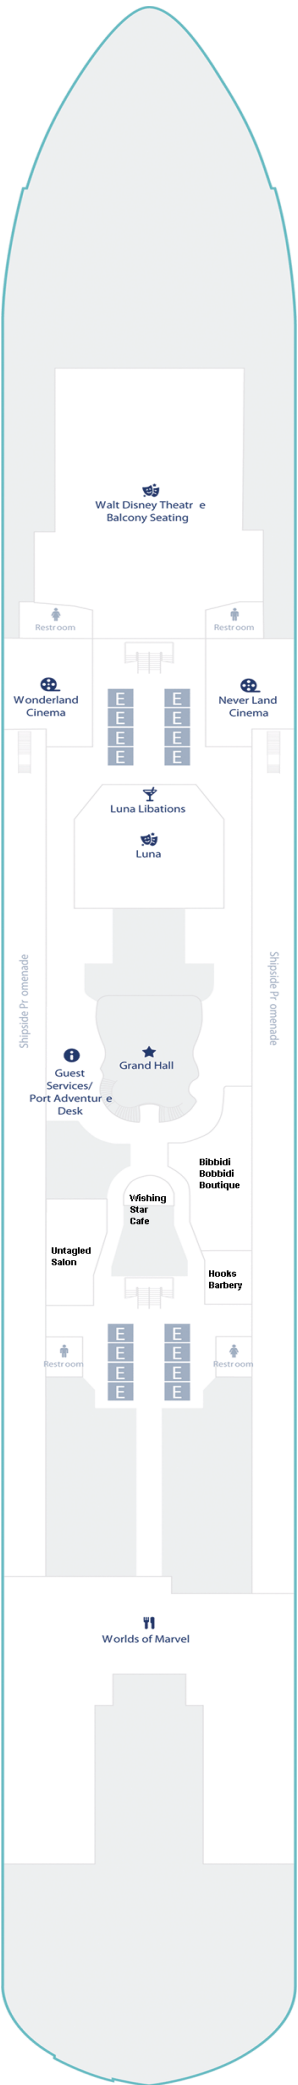 Walt Disney Theatr e
Balcony Seating
Restroom
Restroom
Wonderland
Cinema
Never Land
Cinema
E
E
E
E
E
E
E
E
Luna Libations
Luna
Shipside Pr omenade
Shipside Pr omenade
Grand Hall
Guest
Services/
Port Adventur e
Desk
Bibbidi
Bobbidi
Boutique
Wishing
Star
Cafe
Untagled
Salon
Hooks
Barbery
E
E
E
E
E
E
E
E
Restroom
Restroom
Worlds of Marvel